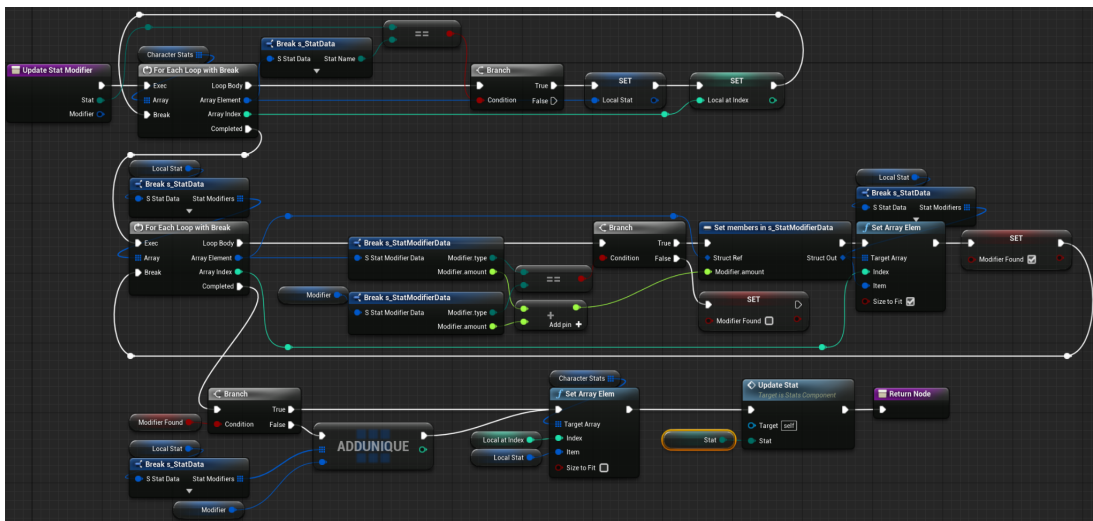 Character Stats
Break s_StatData
S Stat Data Stat Name
==
Update Stat Modifier
Stat
Modifier
For Each Loop with Break
Exec Loop Body
Array Array Element
Break Array Index
Completed
Branch
True
Condition False
SET
Local Stat
SET
Local at Index
Local Stat
Break s_StatData
S Stat Data Stat Modifiers
For Each Loop with Break
Exec Loop Body
Array Array Element
Break Array Index
Completed
Modifier
Break s_StatModifierData
S Stat Modifier Data Modifier.type
Modifier.amount
Break s_StatModifierData
S Stat Modifier Data Modifier.type
Modifier.amount
==
+
Add pin +
Branch
True
Condition False
Set members in s_StatModifierData
Struct Ref Struct Out
Modifier.amount
SET
Modifier Found
Local Stat
Break s_StatData
S Stat Data Stat Modifiers
Set Array Elem
Target Array
Index
Item
Size to Fit
SET
Modifier Found
Branch
True
Condition False
Modifier Found
Local Stat
Break s_StatData
S Stat Data Stat Modifiers
Modifier
ADDUNIQUE
Character Stats
Set Array Elem
Target Array
Index
Item
Size to Fit
Local at Index
Local Stat
Stat
Update Stat
Target is Stats Component
Target self
Stat
Return Node